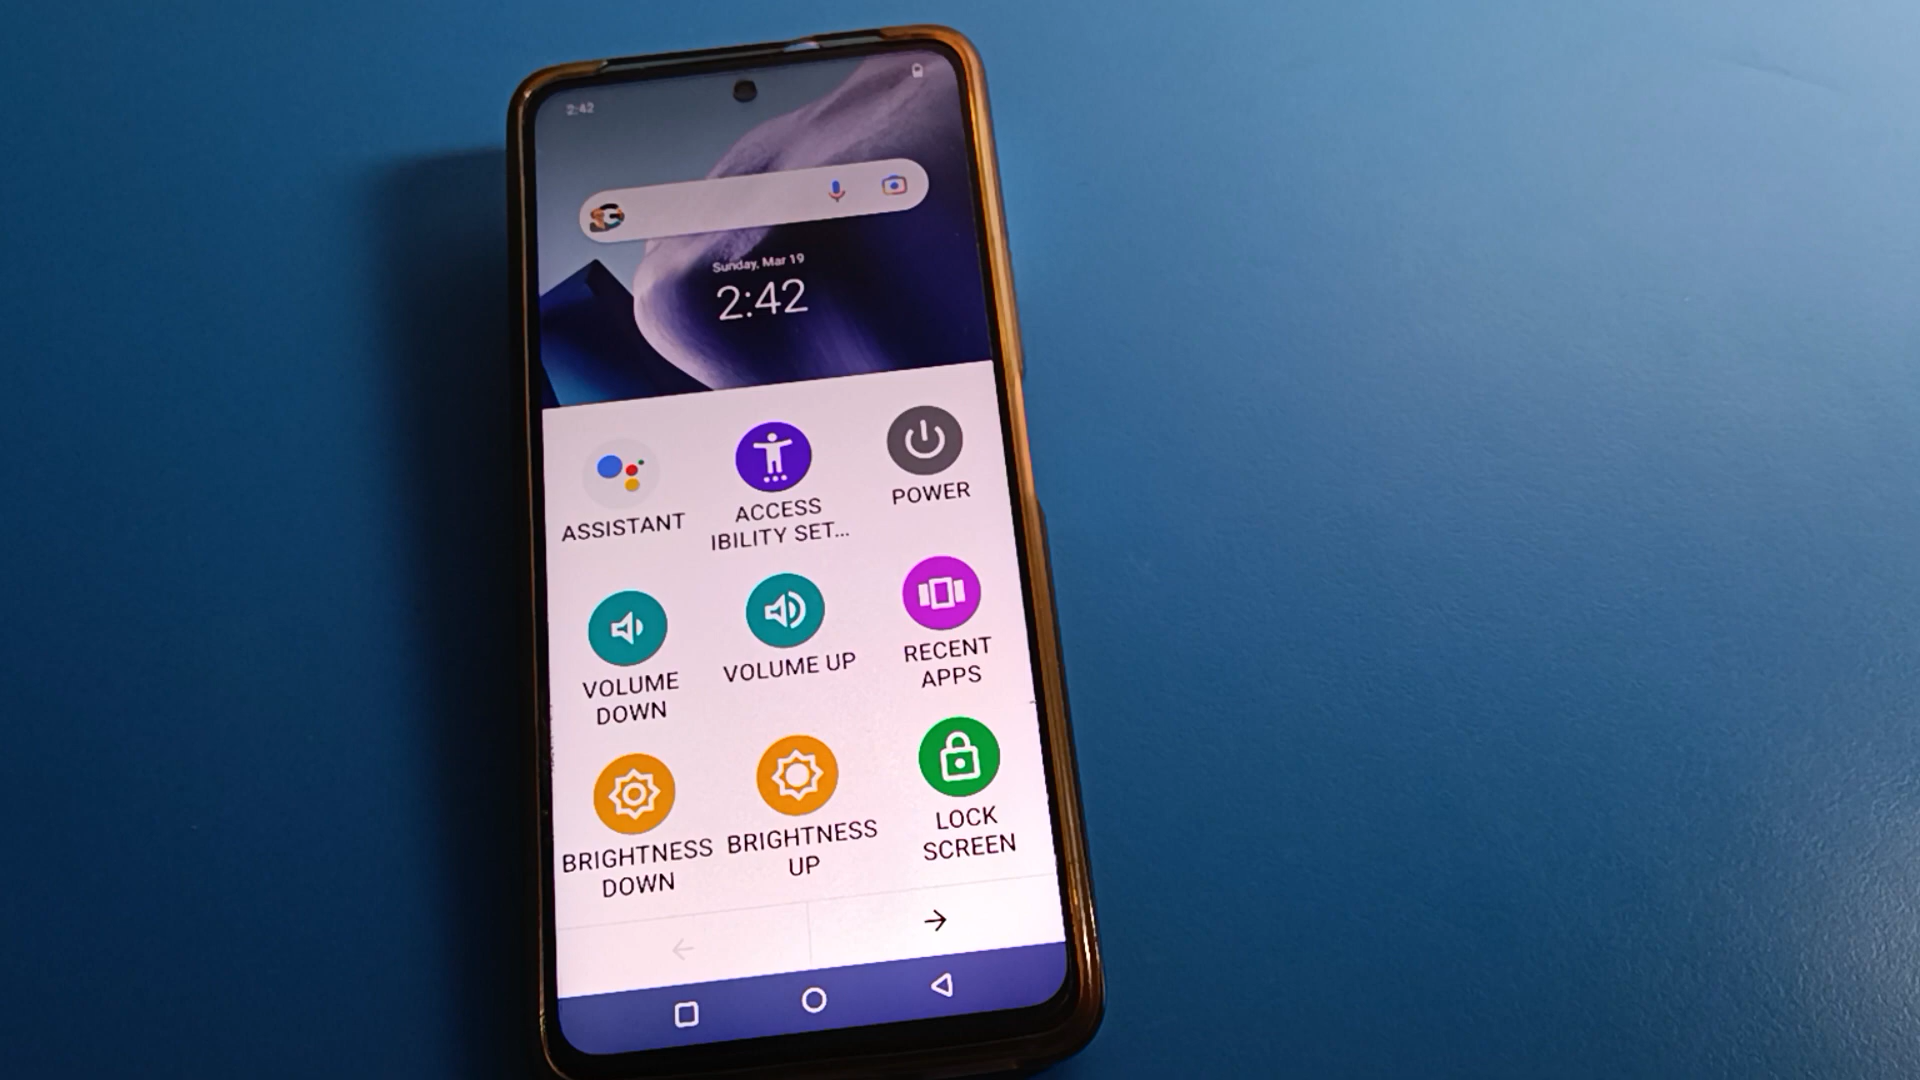 2:42
Sunday, Mar 19
2:42
ASSISTANT
ACCESS
IBILITY SET...
POWER
VOLUME
DOWN
VOLUME UP
RECENT
APPS
BRIGHTNESS
DOWN
BRIGHTNESS
UP
LOCK
SCREEN